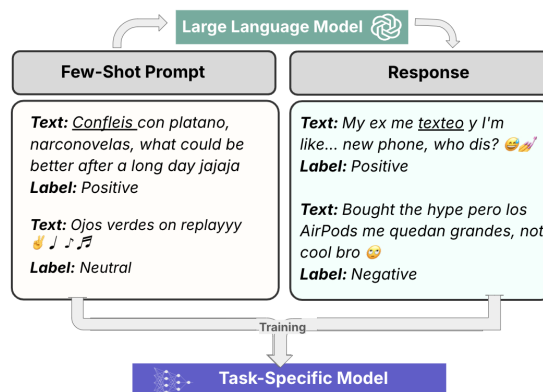 Large Language Model
Few-Shot Prompt
Text: Confleis con platano,
narconovelas, what could be
better after a long day jajaja
Label: Positive
Text: Ojos verdes on replayyy
✌️♩ ♪♬
Label: Neutral
Response
Text: My ex me texteo y I'm
like... new phone, who dis? 😅💅
Label: Positive
Text: Bought the hype pero los
AirPods me quedan grandes, not
cool bro 🙄
Label: Negative
Training
Task-Specific Model